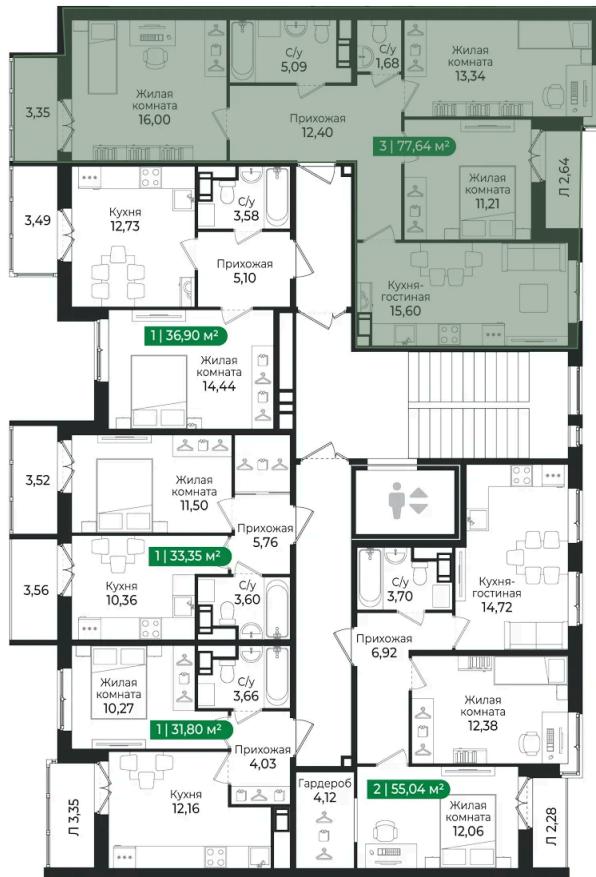 3,35
Жилая
комната
16,00
С/у
5,09
С/у
1,68
Жилая
комната
13,34
Прихожая
12,40
3 | 77,64 м²
Жилая
комната
11,21
Л 2,64
Кухня-
гостиная
15,60
3,49
Кухня
12,73
С/у
3,58
Прихожая
5,10
1 | 36,90 м²
Жилая
комната
14,44
3,52
Жилая
комната
11,50
Прихожая
5,76
3,56
1 | 33,35 м²
Кухня
10,36
С/у
3,60
С/у
3,70
Кухня-
гостиная
14,72
Прихожая
6,92
Жилая
комната
10,27
С/у
3,66
1 | 31,80 м²
Прихожая
4,03
Жилая
комната
12,38
Л 3,35
Кухня
12,16
Гардероб
4,12
2 | 55,04 м²
Жилая
комната
12,06
Л 2,28